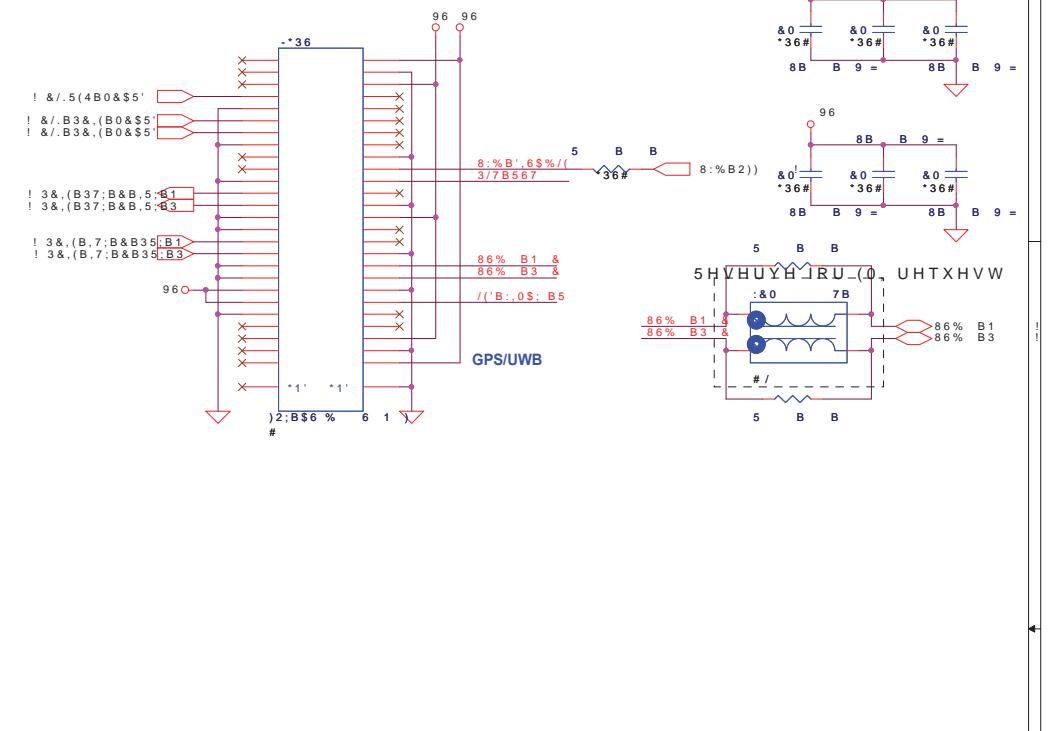 96 96
&0 &0 &0
*36# *36# *36#
8B B 9 = 8B B 9 =
-*36
! &/.5(4B0&$5'
! &/.B3&,(B0&$5'
! &/.B3&,(B0&$5'
96
8B B 9 =
&0 &0 &0
*36# *36# *36#
8B B 9 = 8B B 9 =
5 B B
8:%B',6$%/(
*36#
8:%B2)) !
3/7B567
! 3&,(B37;B&B,5;B1
! 3&,(B37;B&B,5;B3
! 3&,(B,7;B&B35;B1
! 3&,(B,7;B&B35;B3
86% B1 &
86% B3 &
96
/('B:,0$; B5
5 B B
5HVHUYH IRU (0, UHTXHVW
:&0 7B
86% B1 &
86% B3 &
86% B1 !
86% B3 !
GPS/UWB
*1' *1'
# /
)2;B$6 % 6 1 )
#
5 B B